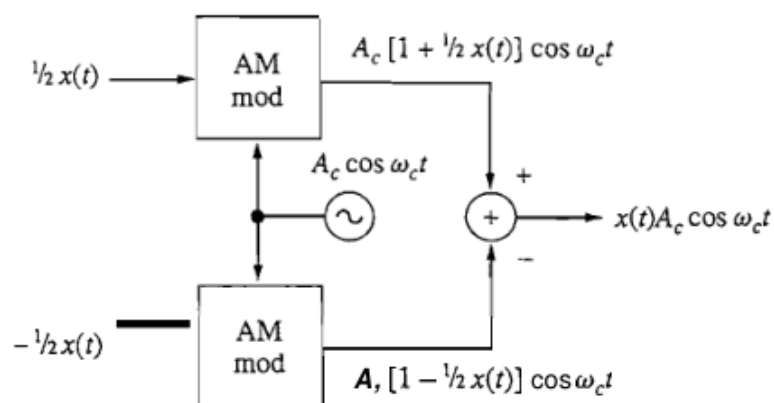 ½ x(t)
AM
mod
A_c [1 + ½ x(t)] cos ω_c t
A_c cos ω_c t
+
+
x(t)A_c cos ω_c t
−
− ½ x(t)
AM
mod
A, [1 − ½ x(t)] cos ω_c t